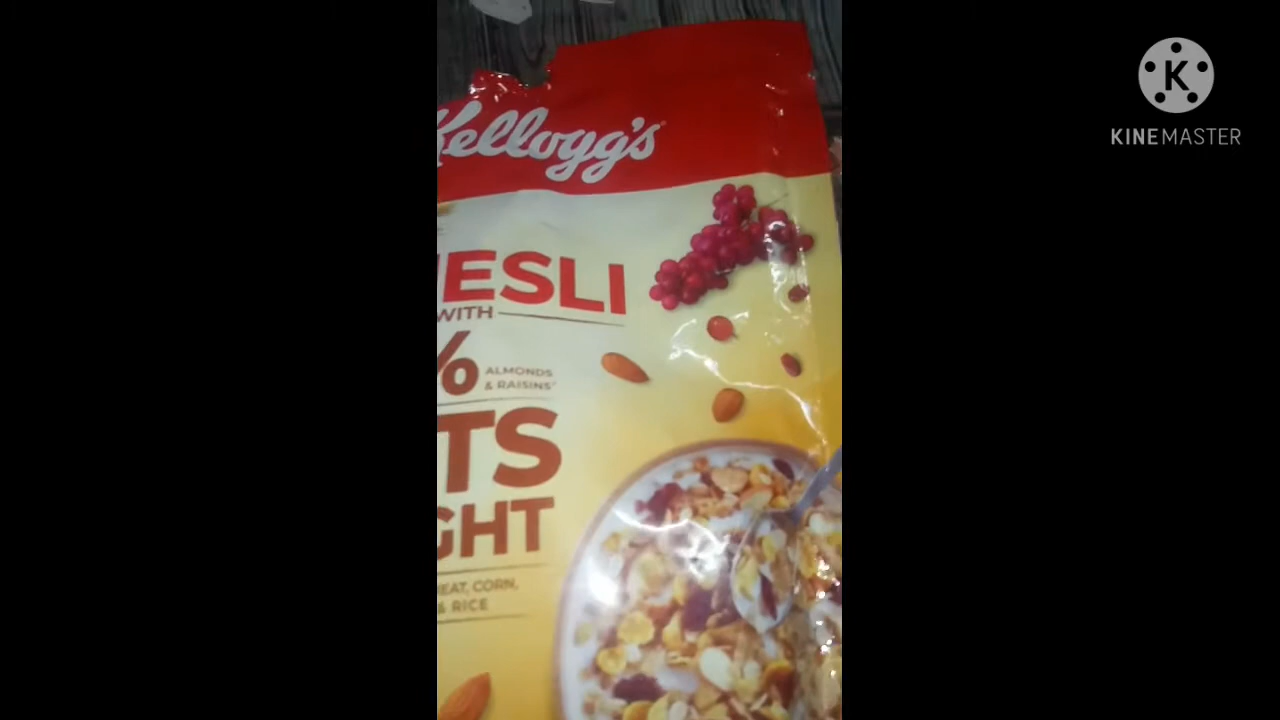 Kellogg's
ESLI
WITH
%
ALMONDS
& RAISINS*
TS
GHT
EAT, CORN,
& RICE
K
KINEMASTER